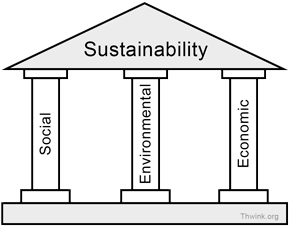 Sustainability
Social
Environmental
Economic
Thwink.org